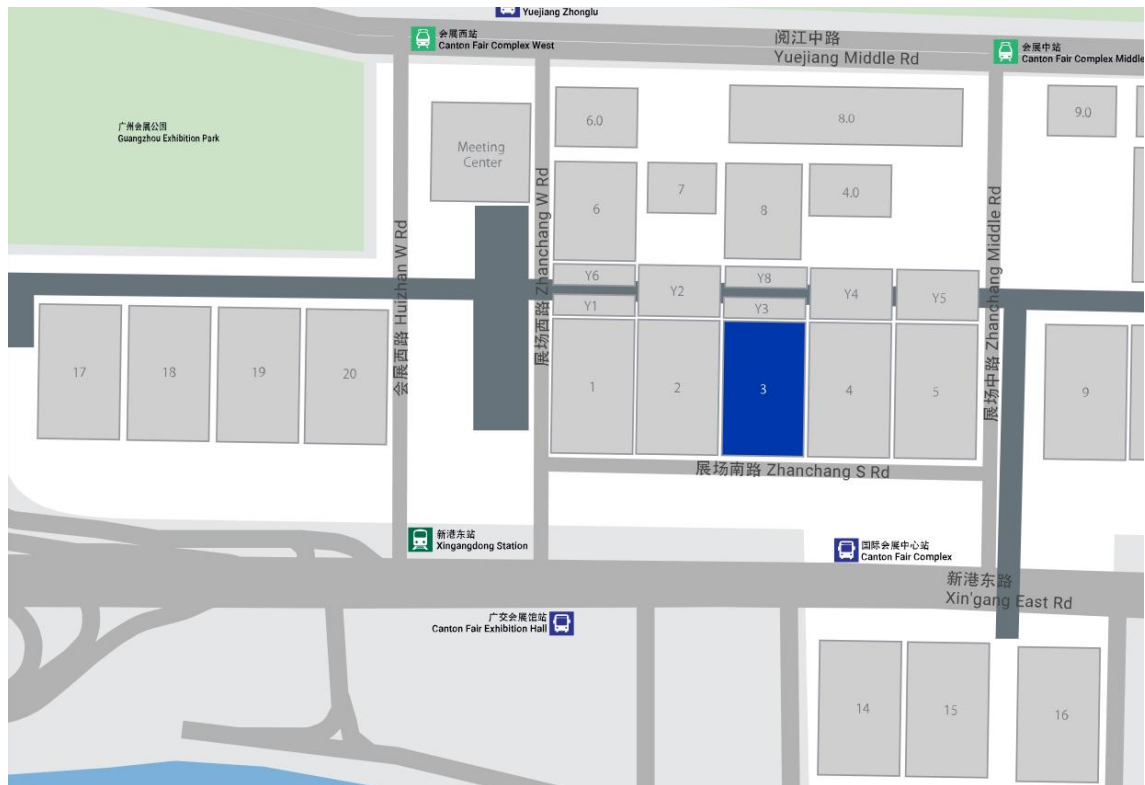 Yuejiang Zhonglu
会展西站
Canton Fair Complex West
阅江中路
Yuejiang Middle Rd
会展中站
Canton Fair Complex Middle
广州会展公园
Guangzhou Exhibition Park
Meeting
Center
6.0
8.0
9.0
6
7
8
4.0
会展西路 Huizhan W Rd
展场西路 Zhanchang W Rd
展场中路 Zhanchang Middle Rd
Y6
Y2
Y8
Y4
Y5
Y1
Y3
17
18
19
20
1
2
3
4
5
9
展场南路 Zhanchang S Rd
新港东站
Xingangdong Station
国际会展中心站
Canton Fair Complex
新港东路
Xin'gang East Rd
广交会展馆站
Canton Fair Exhibition Hall
14
15
16